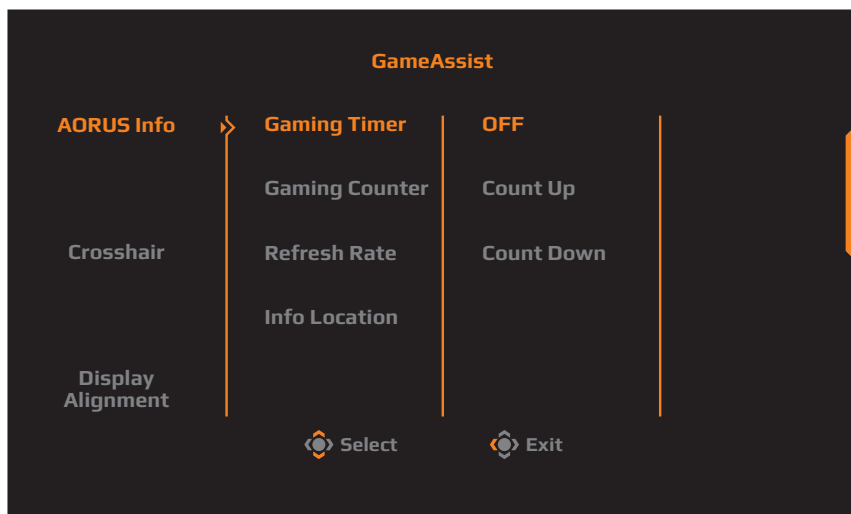 GameAssist
AORUS Info
Gaming Timer
OFF
Gaming Counter
Count Up
Crosshair
Refresh Rate
Count Down
Info Location
Display
Alignment
Select
Exit